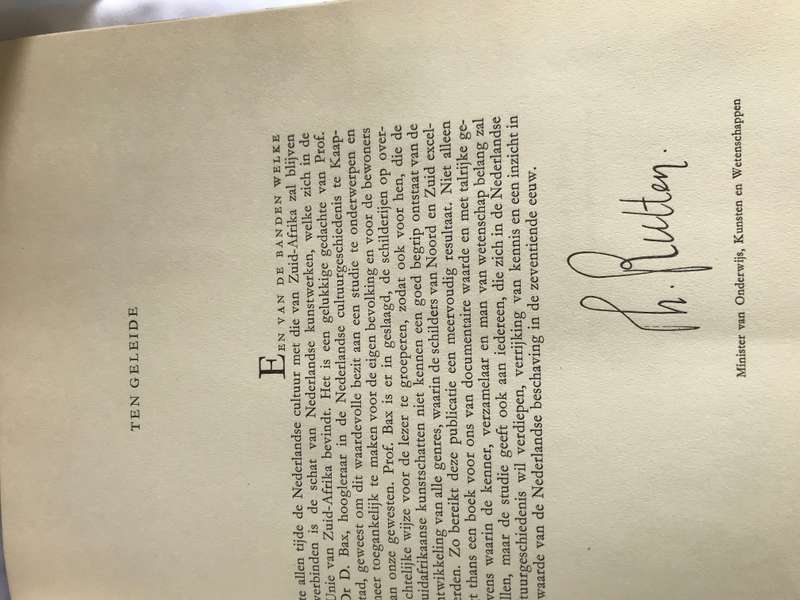 TEN GELEIDE
EEN VAN DE BANDEN WELKE
te allen tijde de Nederlandse cultuur met die van Zuid-Afrika zal blijven
verbinden is de schat van Nederlandse kunstwerken, welke zich in de
Unie van Zuid-Afrika bevindt. Het is een gelukkige gedachte van Prof.
Dr D. Bax, hoogleraar in de Nederlandse cultuurgeschiedenis te Kaap-
tad, geweest om dit waardevolle bezit aan een studie te onderwerpen en
meer toegankelijk te maken voor de eigen bevolking en voor de bewoners
an onze gewesten. Prof. Bax is er in geslaagd, de schilderijen op over-
chtelijke wijze voor de lezer te groeperen, zodat ook voor hen, die de
uidafrikaanse kunstschatten niet kennen een goed begrip ontstaat van de
ntwikkeling van alle genres, waarin de schilders van Noord en Zuid excel-
erden. Zo bereikt deze publicatie een meervoudig resultaat. Niet alleen
t thans een boek voor ons van documentaire waarde en met talrijke ge-
vens waarin de kenner, verzamelaar en man van wetenschap belang zal
llen, maar de studie geeft ook aan iedereen, die zich in de Nederlandse
tuurgeschiedenis wil verdiepen, verrijking van kennis en een inzicht in
waarde van de Nederlandse beschaving in de zeventiende eeuw.
Th. Rutten.
Minister van Onderwijs, Kunsten en Wetenschappen